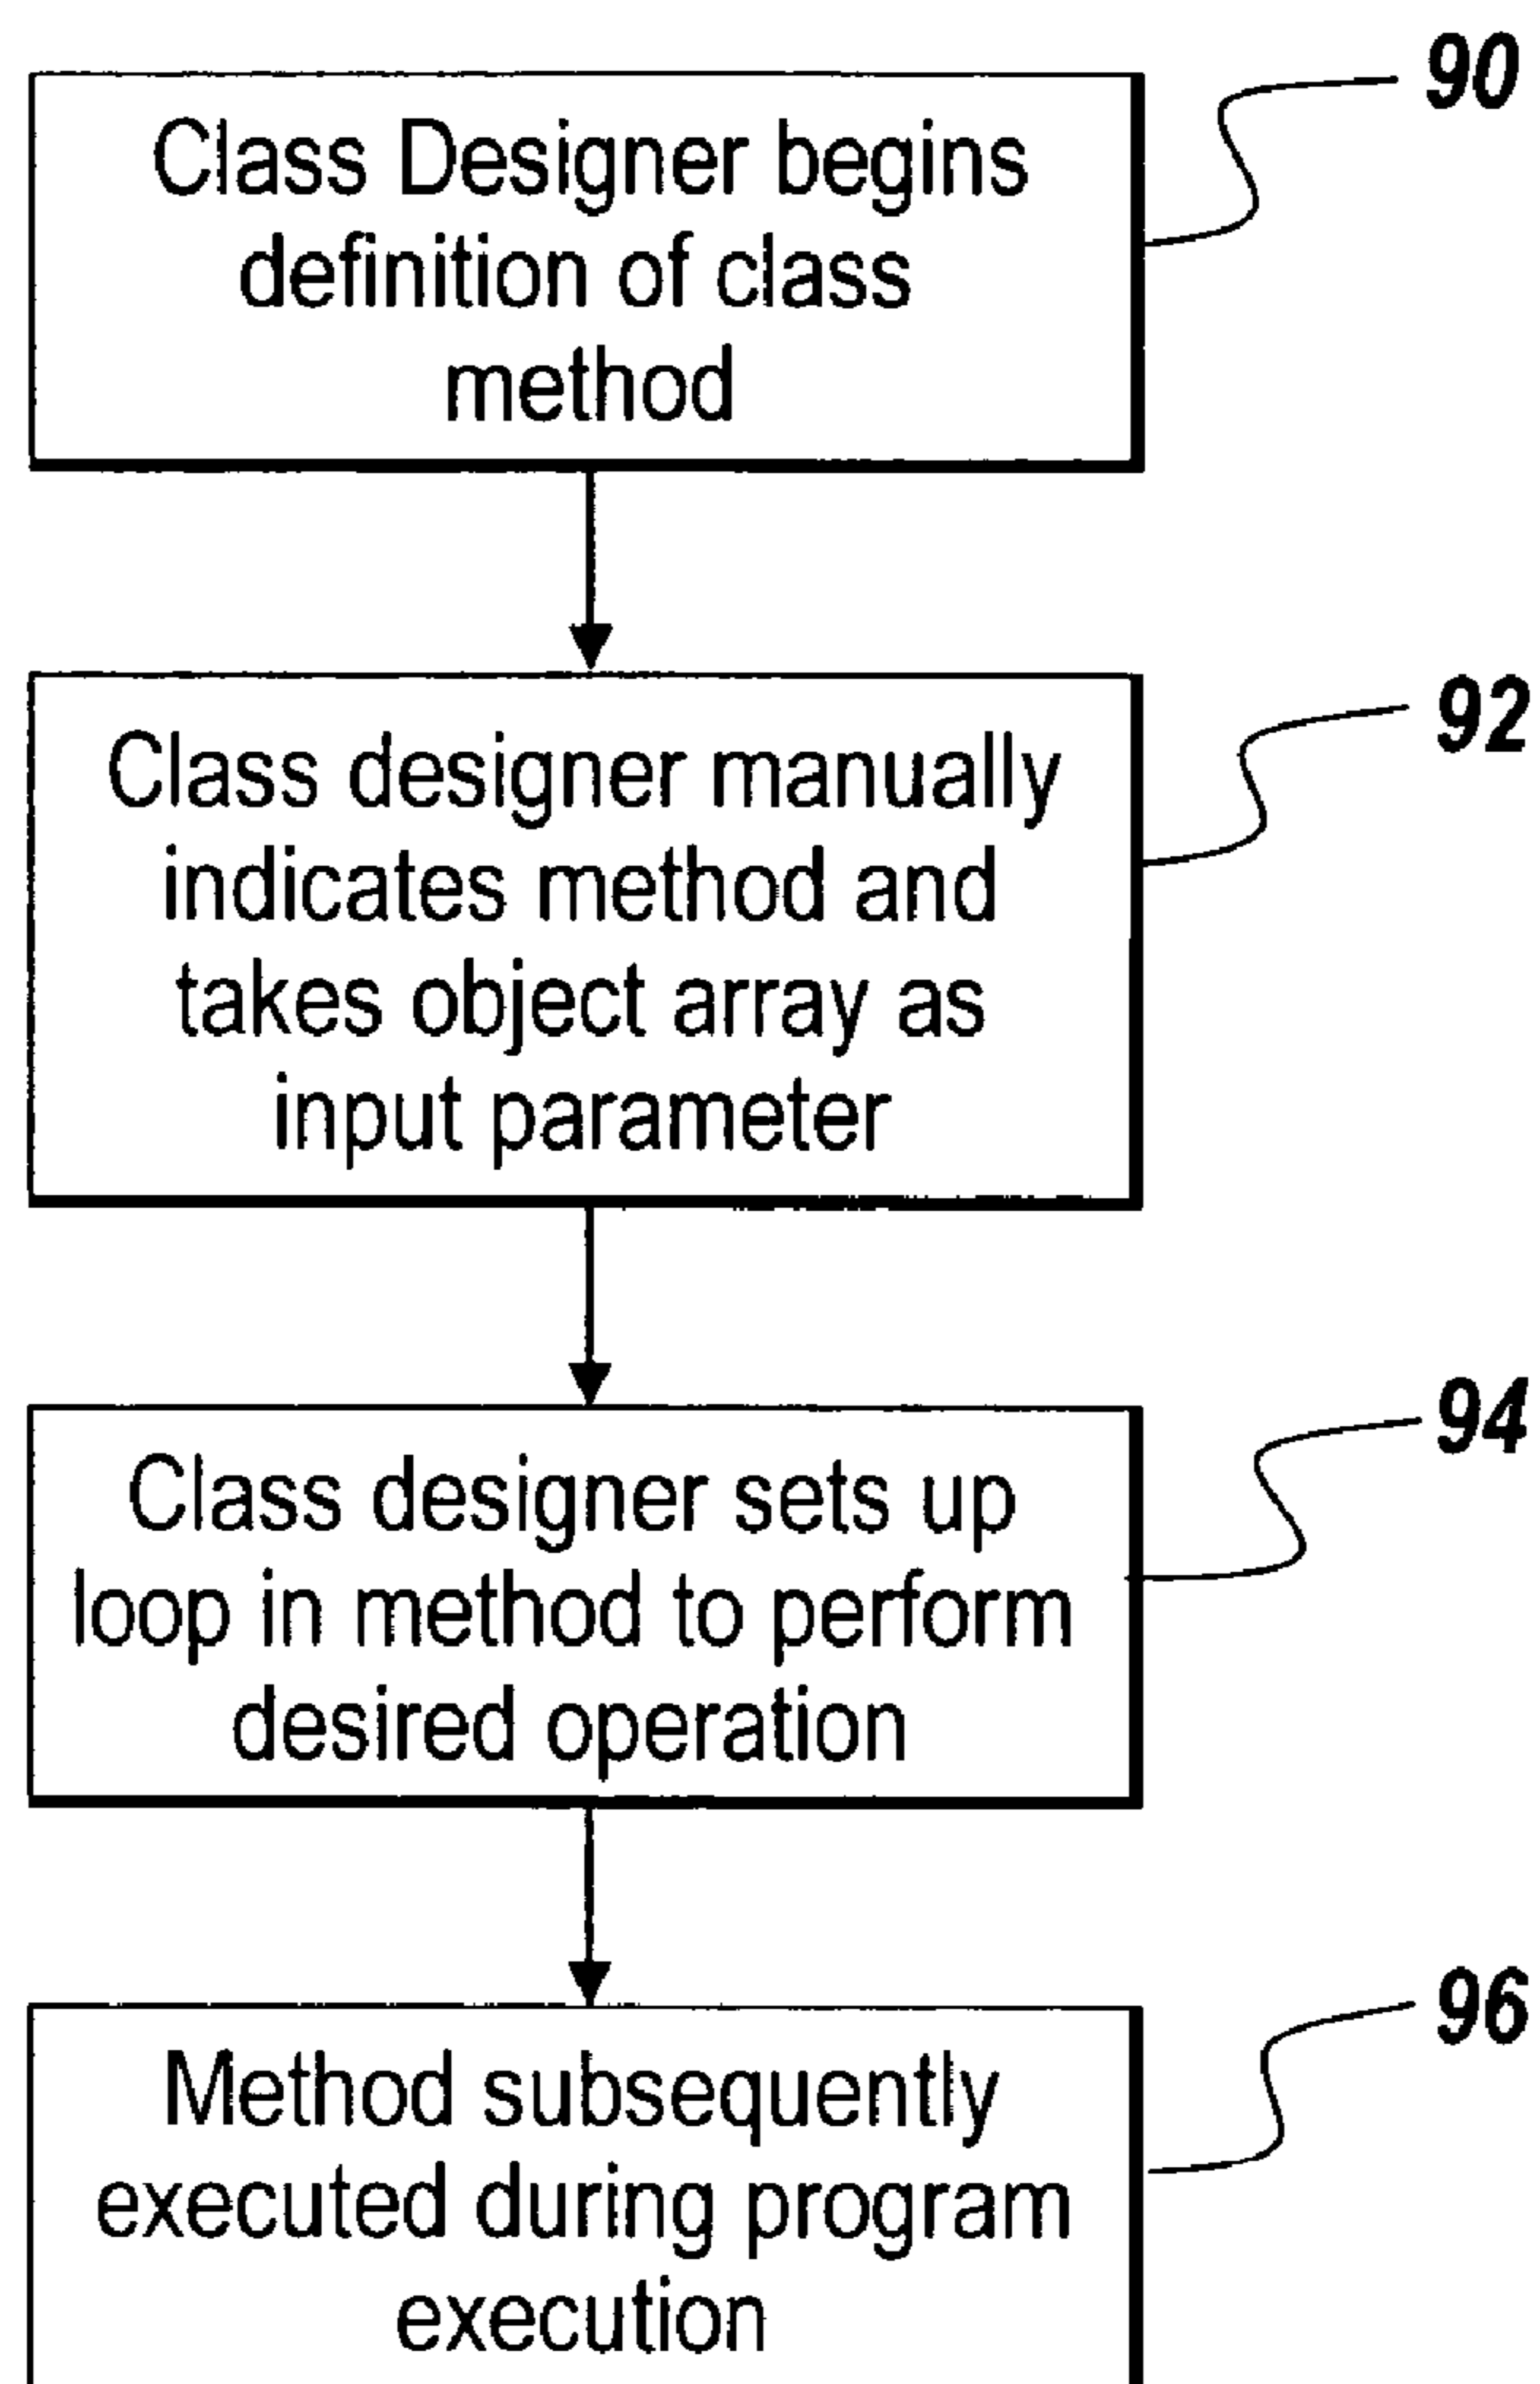 90
Class Designer begins
definition of class
method
92
Class designer manually
indicates method and
takes object array as
input parameter
94
Class designer sets up
loop in method to perform
desired operation
96
Method subsequently
executed during program
execution